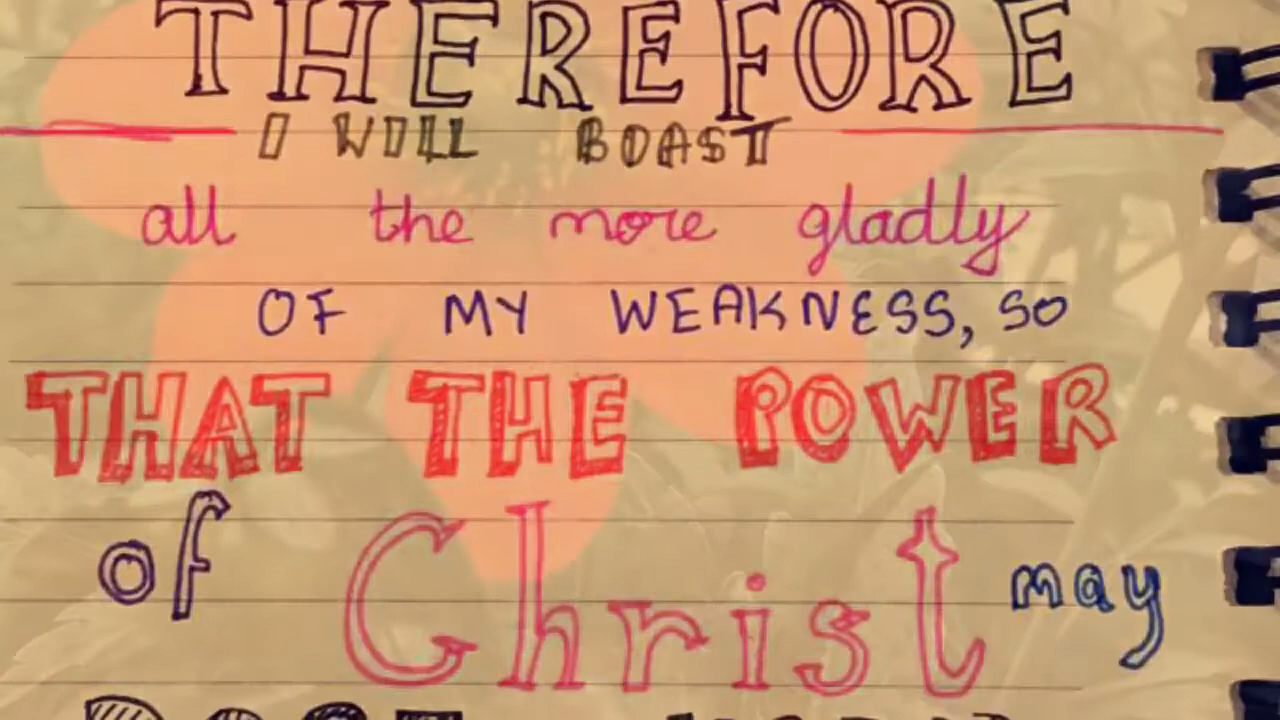 THEREFORE
I WILL BOAST
all the more gladly
OF MY WEAKNESS, SO
THAT THE POWER
of Christ may